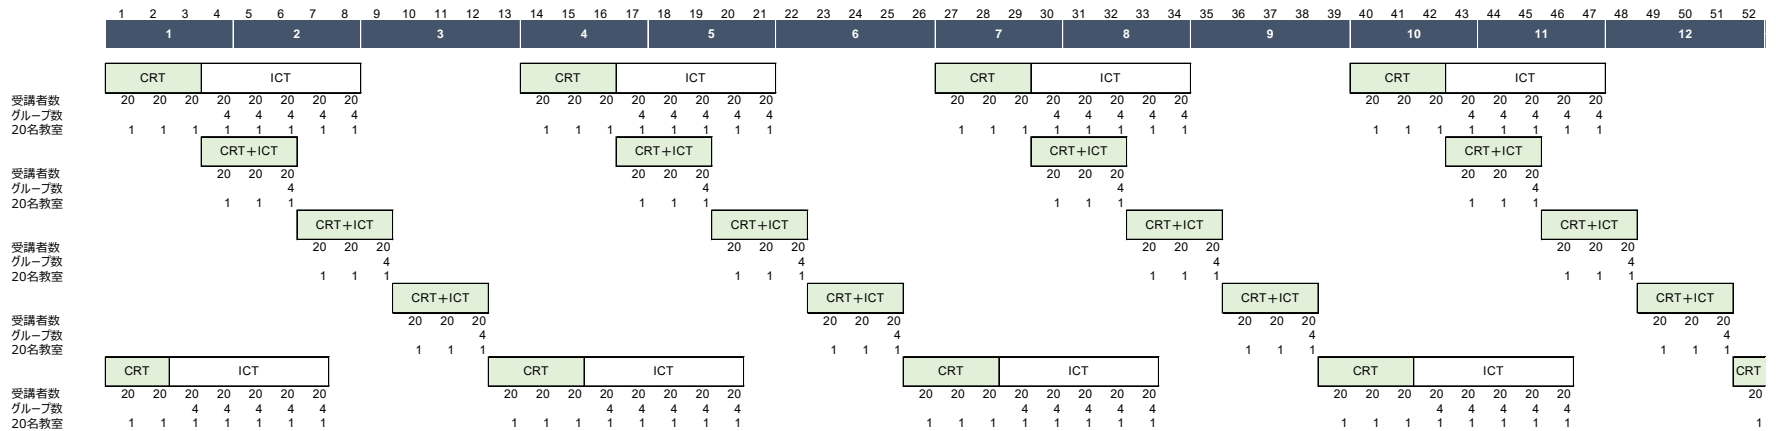 1 2 3 4 5 6 7 8 9 10 11 12 13 14 15 16 17 18 19 20 21 22 23 24 25 26 27 28 29 30 31 32 33 34 35 36 37 38 39 40 41 42 43 44 45 46 47 48 49 50 51 52
1 2 3 4 5 6 7 8 9 10 11 12
CRT ICT CRT ICT CRT ICT CRT ICT
受講者数 20 20 20 20 20 20 20 20 20 20 20 20 20 20 20 20 20 20 20 20 20 20 20 20 20 20 20 20 20 20 20 20
グループ数 4 4 4 4 4 4 4 4 4 4 4 4 4 4 4 4 4 4 4 4
20名教室 1 1 1 1 1 1 1 1 1 1 1 1 1 1 1 1 1 1 1 1 1 1 1 1 1 1 1 1 1 1 1 1
CRT+ICT CRT+ICT CRT+ICT CRT+ICT
受講者数 20 20 20 20 20 20 20 20 20 20 20 20
グループ数 4 4 4 4
20名教室 1 1 1 1 1 1 1 1 1 1 1 1
CRT+ICT CRT+ICT CRT+ICT CRT+ICT
受講者数 20 20 20 20 20 20 20 20 20 20 20 20
グループ数 4 4 4 4
20名教室 1 1 1 1 1 1 1 1 1 1 1 1
CRT+ICT CRT+ICT CRT+ICT CRT+ICT
受講者数 20 20 20 20 20 20 20 20 20 20 20 20
グループ数 4 4 4 4
20名教室 1 1 1 1 1 1 1 1 1 1 1 1
CRT ICT CRT ICT CRT ICT CRT ICT CRT
受講者数 20 20 20 20 20 20 20 20 20 20 20 20 20 20 20 20 20 20 20 20 20 20 20 20 20 20 20 20 20 20 20 20
グループ数 4 4 4 4 4 4 4 4 4 4 4 4 4 4 4 4 4 4 4 4
20名教室 1 1 1 1 1 1 1 1 1 1 1 1 1 1 1 1 1 1 1 1 1 1 1 1 1 1 1 1 1 1 1 1